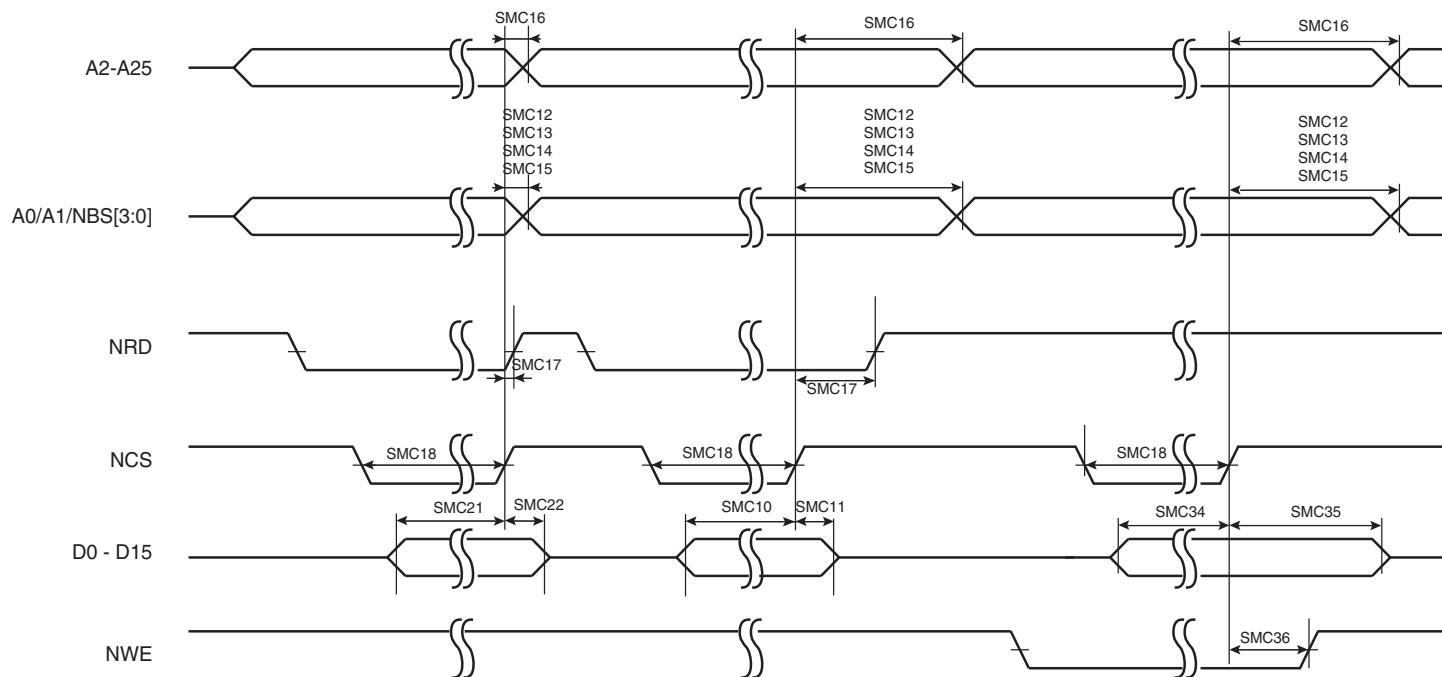 SMC16
SMC16
SMC16
A2-A25
SMC12
SMC13
SMC14
SMC15
SMC12
SMC13
SMC14
SMC15
SMC12
SMC13
SMC14
SMC15
A0/A1/NBS[3:0]
NRD
SMC17
SMC17
NCS
SMC18
SMC18
SMC18
SMC21
SMC22
SMC10
SMC11
SMC34
SMC35
D0 - D15
NWE
SMC36